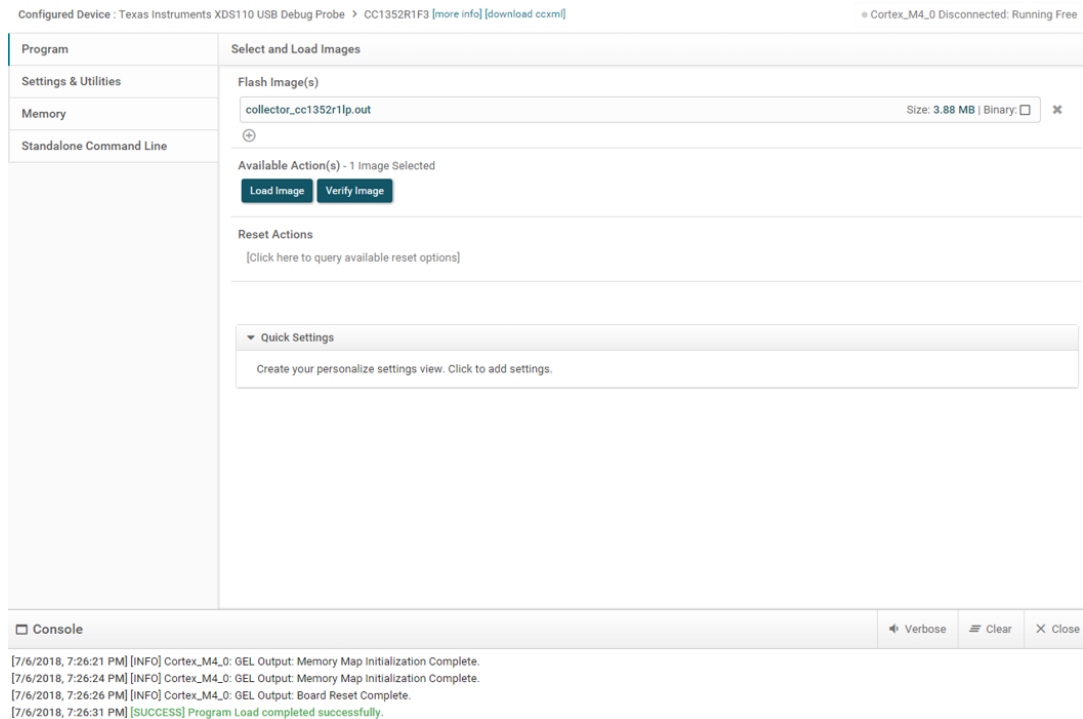 Configured Device : Texas Instruments XDS110 USB Debug Probe > CC1352R1F3 [more info] [download ccxml]
Cortex_M4_0 Disconnected: Running Free
Program
Settings & Utilities
Memory
Standalone Command Line
Select and Load Images
Flash Image(s)
collector_cc1352r1lp.out
Size: 3.88 MB | Binary:
Available Action(s) - 1 Image Selected
Load Image
Verify Image
Reset Actions
[Click here to query available reset options]
Quick Settings
Create your personalize settings view. Click to add settings.
Console
Verbose
Clear
Close
[7/6/2018, 7:26:21 PM] [INFO] Cortex_M4_0: GEL Output: Memory Map Initialization Complete.
[7/6/2018, 7:26:24 PM] [INFO] Cortex_M4_0: GEL Output: Memory Map Initialization Complete.
[7/6/2018, 7:26:26 PM] [INFO] Cortex_M4_0: GEL Output: Board Reset Complete.
[7/6/2018, 7:26:31 PM] [SUCCESS] Program Load completed successfully.